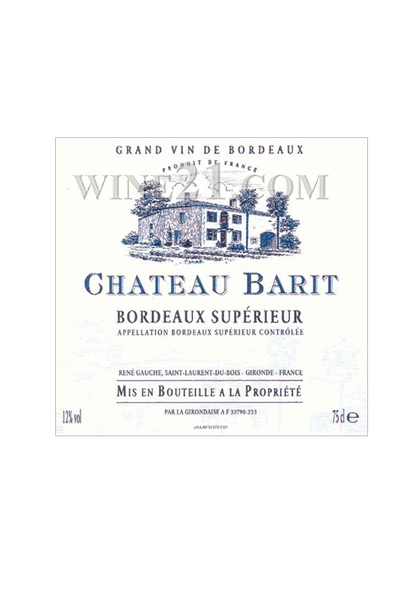 GRAND VIN DE BORDEAUX
PRODUIT DE FRANCE
WINE21.COM
CHATEAU BARIT
BORDEAUX SUPÉRIEUR
APPELLATION BORDEAUX SUPÉRIEUR CONTRÔLÉE
RENÉ GAUCHE, SAINT-LAURENT-DU-BOIS - GIRONDE - FRANCE
MIS EN BOUTEILLE A LA PROPRIÉTÉ
PAR LA GIRONDAISE A F 33790-233
12% vol
75 cl e